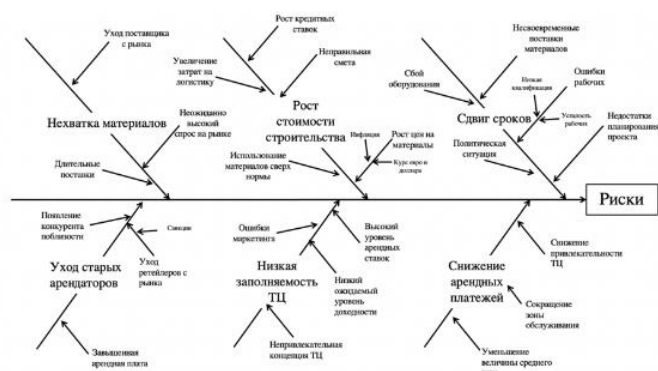 Уход поставщика
с рынка
Рост кредитных
ставок
Увеличение
затрат на
логистику
Неправильная
смета
Несвоевременные
поставки
материалов
Сбой
оборудования
Низкая
квалификация
Ошибки
рабочих
Нехватка материалов
Неожиданно
высокий
спрос на рынке
Рост
стоимости
строительства
Инфляция
Рост цен на
материалы
Курс евро и
доллара
Сдвиг сроков
Усталость
рабочих
Недостатки
планирования
проекта
Длительные
поставки
Использование
материалов сверх
нормы
Политическая
ситуация
Риски
Появление
конкурента
поблизости
Санкции
Уход
ретейлеров с
рынка
Уход старых
арендаторов
Завышенная
арендная плата
Ошибки
маркетинга
Высокий
уровень
арендных
ставок
Низкая
заполняемость
ТЦ
Низкий
ожидаемый
уровень
доходности
Непривлекательная
концепция ТЦ
Снижение
привлекательности
ТЦ
Снижение
арендных
платежей
Сокращение
зоны
обслуживания
Уменьшение
величины среднего